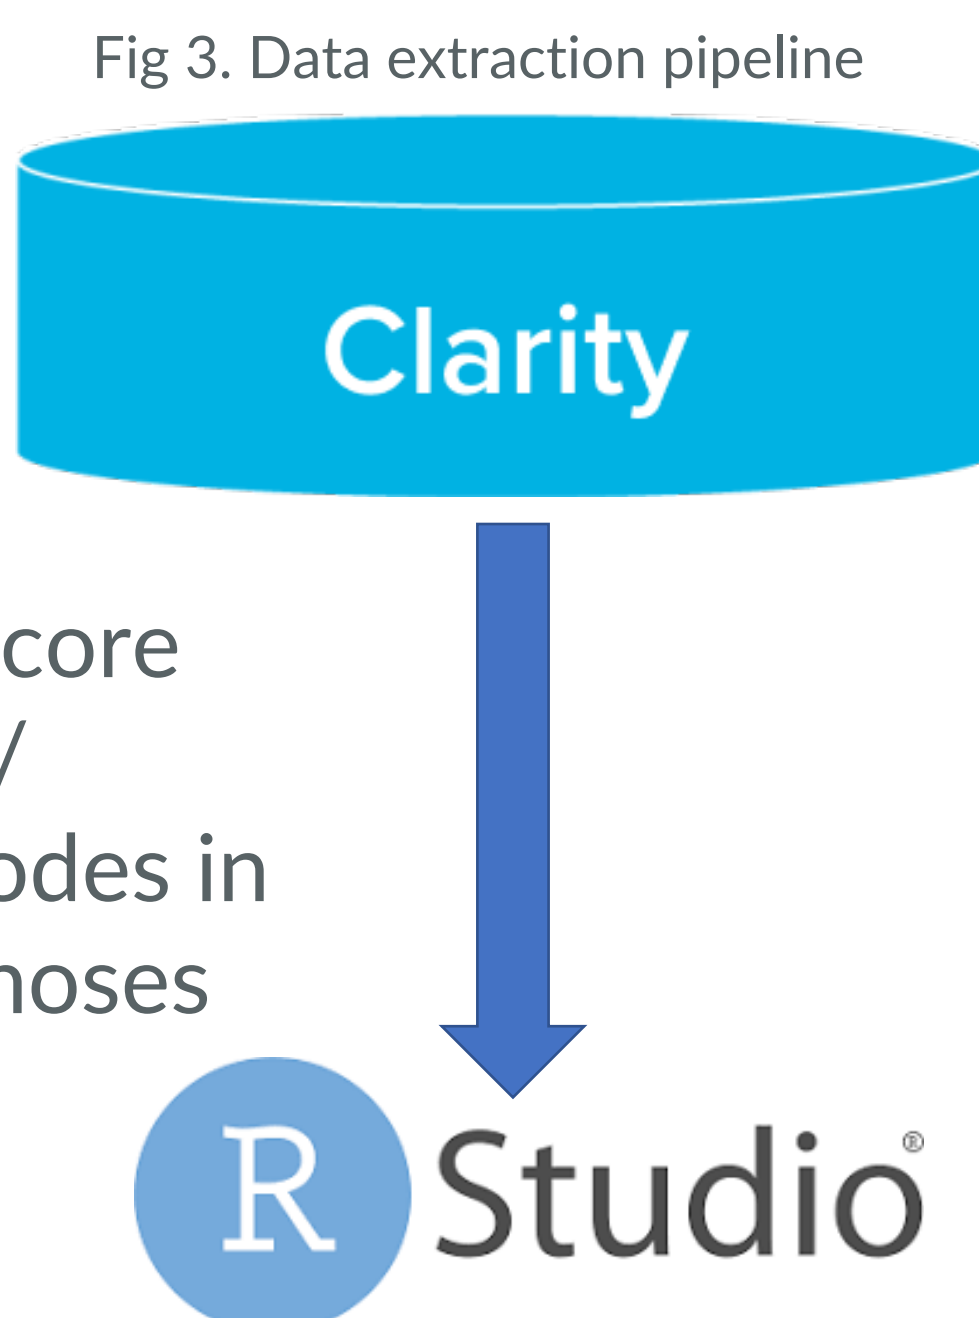 Fig 3. Data extraction pipeline
Clarity
core
/
odes in
noses
R Studio®